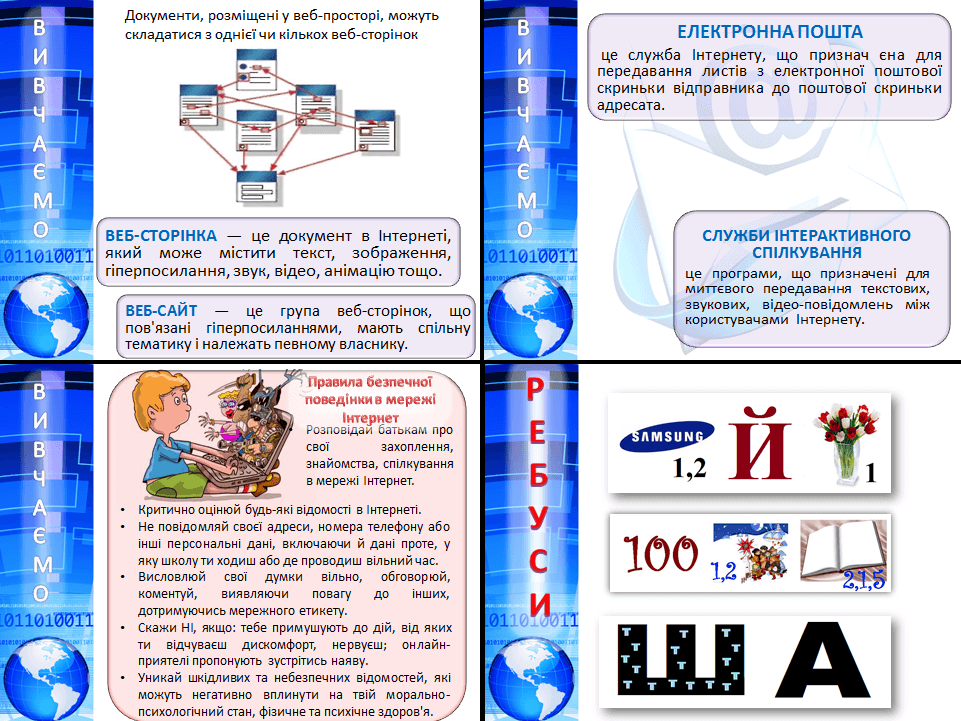 В
И
В
Ч
А
Є
М
О
1011010011
Документи, розміщені у веб-просторі, можуть
складатися з однієї чи кількох веб-сторінок
ВЕБ-СТОРІНКА — це документ в Інтернеті,
який може містити текст, зображення,
гіперпосилання, звук, відео, анімацію тощо.
ВЕБ-САЙТ — це група веб-сторінок, що
пов'язані гіперпосиланнями, мають спільну
тематику і належать певному власнику.
В
И
В
Ч
А
Є
М
О
1011010011
ЕЛЕКТРОННА ПОШТА
це служба Інтернету, що признач ена для
передавання листів з електронної поштової
скриньки відправника до поштової скриньки
адресата.
@
СЛУЖБИ ІНТЕРАКТИВНОГО
СПІЛКУВАННЯ
це програми, що призначені для
миттєвого передавання текстових,
звукових, відео-повідомлень між
користувачами Інтернету.
В
И
В
Ч
А
Є
М
О
1011010011
Правила безпечної
поведінки в мережі
Інтернет
• Розповідай батькам про
свої захоплення,
знайомства, спілкування
в мережі Інтернет.
• Критично оцінюй будь-які відомості в Інтернеті.
• Не повідомляй своєї адреси, номера телефону або
інші персональні дані, включаючи й дані проте, у
яку школу ти ходиш або де проводиш вільний час.
• Висловлюй свої думки вільно, обговорюй,
коментуй, виявляючи повагу до інших,
дотримуючись мережного етикету.
• Скажи НІ, якщо: тебе примушують до дій, від яких
ти відчуваєш дискомфорт, нервуєш; онлайн-
приятелі пропонують зустрітись наяву.
• Уникай шкідливих та небезпечних відомостей, які
можуть негативно вплинути на твій морально-
психологічний стан, фізичне та психічне здоров'я.
Р
Е
Б
У
С
И
1011010011
SAMSUNG
1,2
Й
1
100
1,2
2,1,5
Ш
Т Т Т Т Т Т Т Т Т Т Т Т Т
А